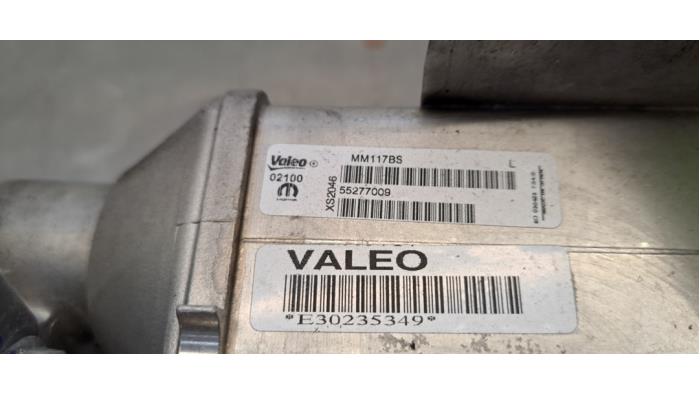 Valeo
MM117BS
02100
XS2046
55277009
VALEO
*E30235349*